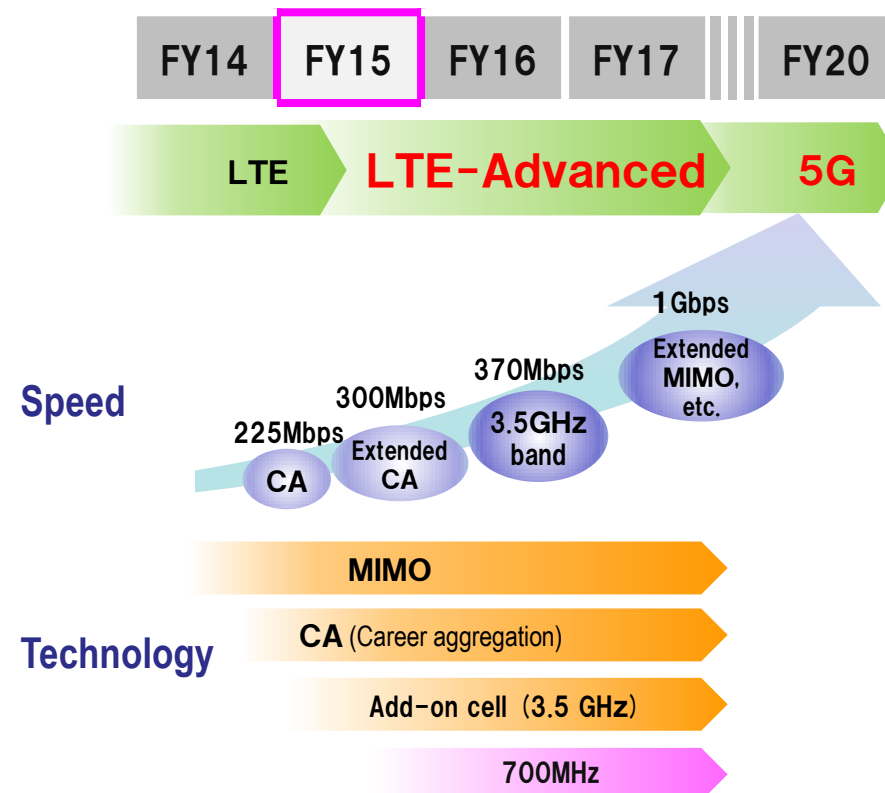 FY14 FY15 FY16 FY17 FY20
LTE LTE-Advanced 5G
Speed
225Mbps
CA
300Mbps
Extended
CA
370Mbps
3.5GHz
band
1Gbps
Extended
MIMO,
etc.
Technology
MIMO
CA (Career aggregation)
Add-on cell (3.5 GHz)
700MHz